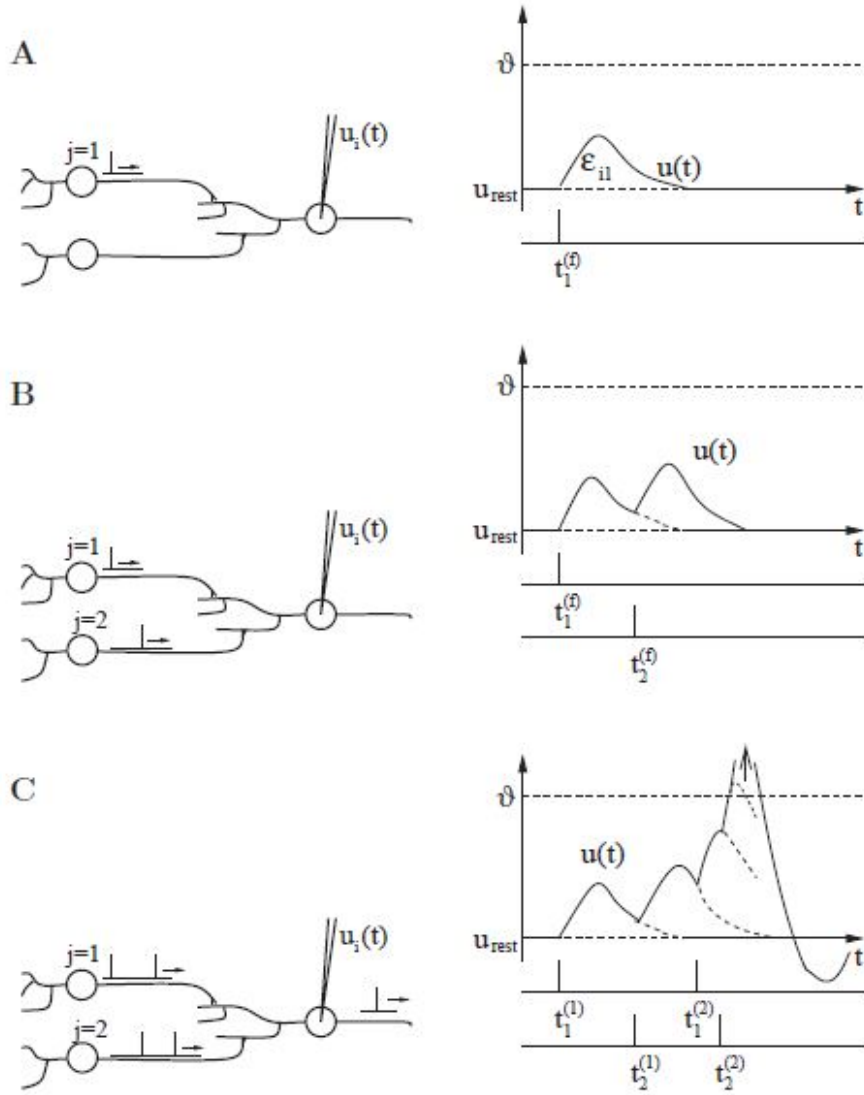 A
j=1
u_i(t)
ϑ
ε_i1
u(t)
u_rest
t
t_1^(f)
B
j=1
j=2
u_i(t)
ϑ
u(t)
u_rest
t
t_1^(f)
t_2^(f)
C
j=1
j=2
u_i(t)
ϑ
u(t)
u_rest
t
t_1^(1)
t_1^(2)
t_2^(1)
t_2^(2)